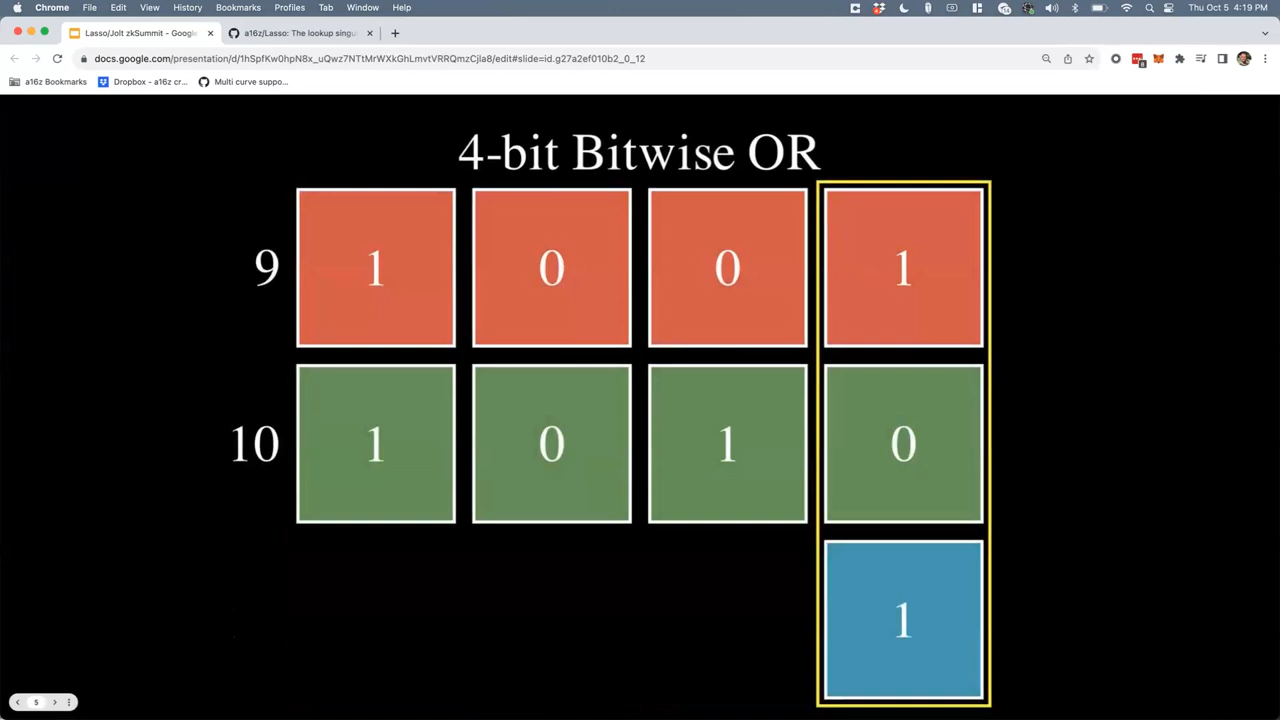 Chrome File Edit View History Bookmarks Profiles Tab Window Help Thu Oct 5 4:19 PM
Lasso/Jolt zkSummit - Google a16z/Lasso: The lookup singu
docs.google.com/presentation/d/1hSpfKw0hpN8x_uQwz7NTtMrWXkGhLmvtVRRQmzCjla8/edit#slide=id.g27a2ef010b2_0_12
a16z Bookmarks Dropbox - a16z cr... Multi curve suppo...
4-bit Bitwise OR
9 1 0 0 1
10 1 0 1 0
1
5